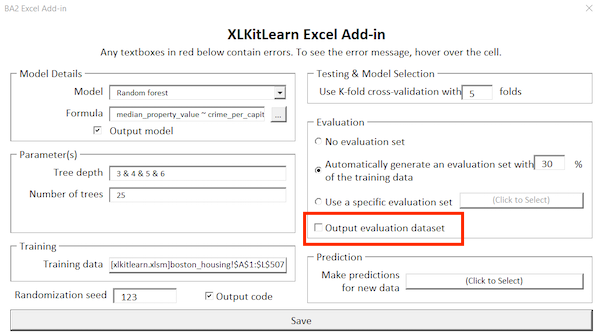 BA2 Excel Add-in
XLKitLearn Excel Add-in
Any textboxes in red below contain errors. To see the error message, hover over the cell.
Model Details
Model Random forest
Formula median_property_value ~ crime_per_capit ...
Output model
Parameter(s)
Tree depth 3 & 4 & 5 & 6
Number of trees 25
Training
Training data [xlkitlearn.xlsm]boston_housing!$A$1:$L$507
Randomization seed 123 Output code
Testing & Model Selection
Use K-fold cross-validation with 5 folds
Evaluation
No evaluation set
Automatically generate an evaluation set with 30 %
of the training data
Use a specific evaluation set (Click to Select)
Output evaluation dataset
Prediction
Make predictions
for new data (Click to Select)
Save